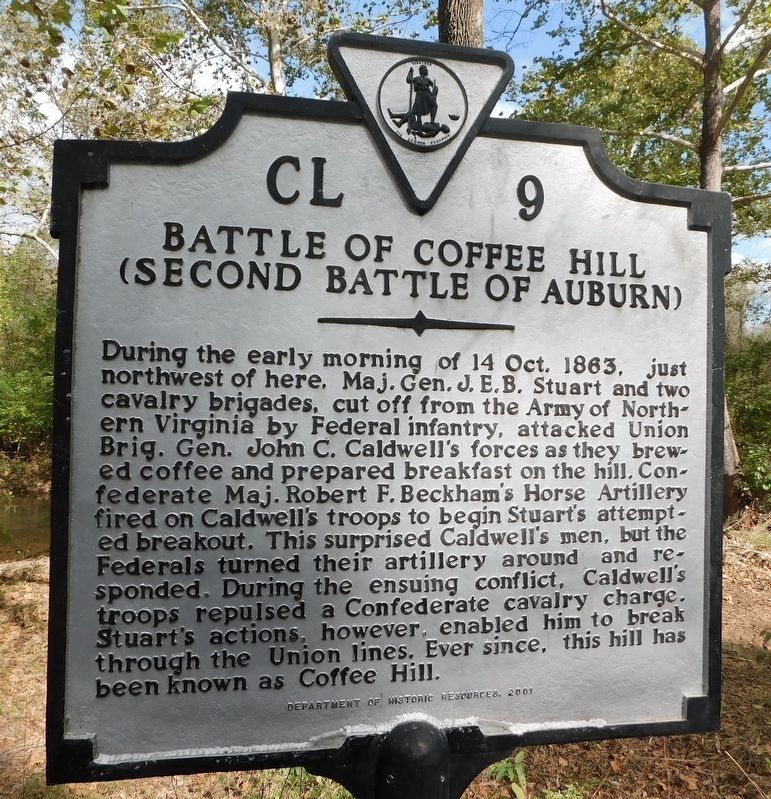 CL 9
BATTLE OF COFFEE HILL
(SECOND BATTLE OF AUBURN)
During the early morning of 14 Oct. 1863, just
northwest of here, Maj. Gen. J.E.B. Stuart and two
cavalry brigades, cut off from the Army of North-
ern Virginia by Federal infantry, attacked Union
Brig. Gen. John C. Caldwell's forces as they brew-
ed coffee and prepared breakfast on the hill. Con-
federate Maj. Robert F. Beckham's Horse Artillery
fired on Caldwell's troops to begin Stuart's attempt-
ed breakout. This surprised Caldwell's men, but the
Federals turned their artillery around and re-
sponded. During the ensuing conflict, Caldwell's
troops repulsed a Confederate cavalry charge.
Stuart's actions, however, enabled him to break
through the Union lines. Ever since, this hill has
been known as Coffee Hill.
DEPARTMENT OF HISTORIC RESOURCES, 2001